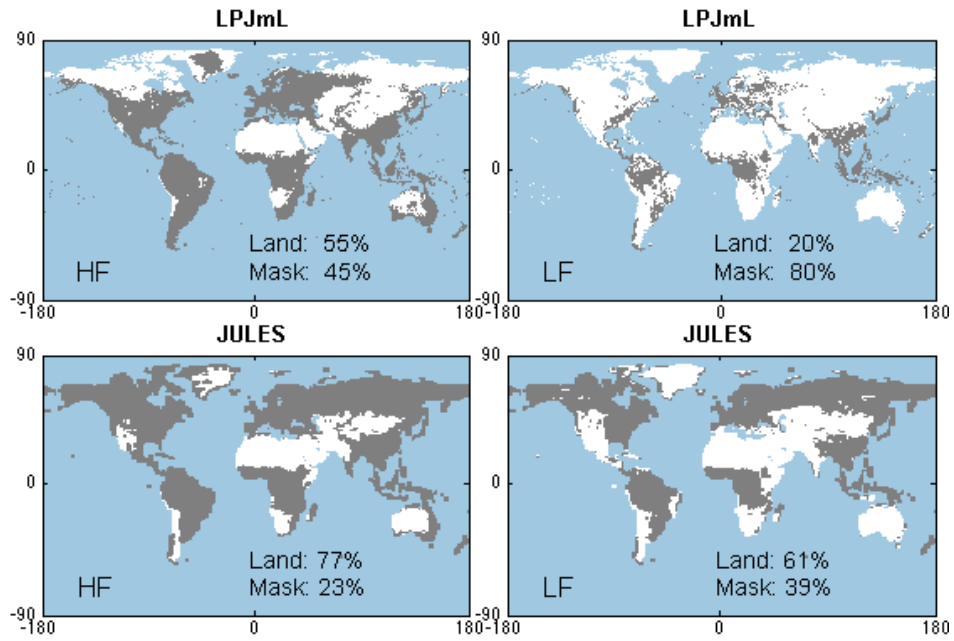 LPJmL
LPJmL
90
0
-90
-180
0
180
HF
Land: 55%
Mask: 45%
90
0
-90
-180
0
180
LF
Land: 20%
Mask: 80%
JULES
JULES
90
0
-90
-180
0
180
HF
Land: 77%
Mask: 23%
90
0
-90
-180
0
180
LF
Land: 61%
Mask: 39%